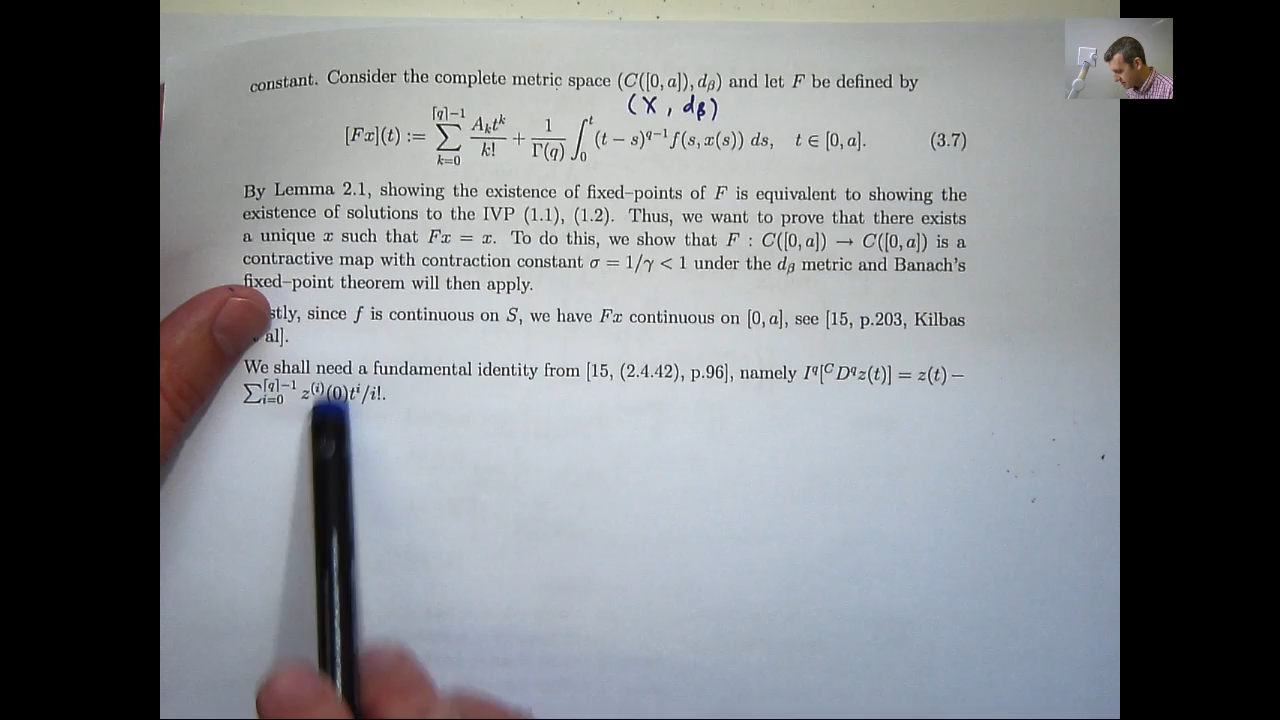 constant. Consider the complete metric space (C([0, a]), dβ) and let F be defined by
(X, dβ)
[Fx](t) := ∑_{k=0}^{⌈q⌉−1} A_k t^k / k! + 1/Γ(q) ∫_0^t (t − s)^{q−1} f(s, x(s)) ds, t ∈ [0, a]. (3.7)
By Lemma 2.1, showing the existence of fixed–points of F is equivalent to showing the
existence of solutions to the IVP (1.1), (1.2). Thus, we want to prove that there exists
a unique x such that Fx = x. To do this, we show that F : C([0, a]) → C([0, a]) is a
contractive map with contraction constant σ = 1/γ < 1 under the dβ metric and Banach's
fixed–point theorem will then apply.
stly, since f is continuous on S, we have Fx continuous on [0, a], see [15, p.203, Kilbas
al].
We shall need a fundamental identity from [15, (2.4.42), p.96], namely I^q[^C D^q z(t)] = z(t) −
∑_{i=0}^{⌈q⌉−1} z^{(i)}(0)t^i/i!.